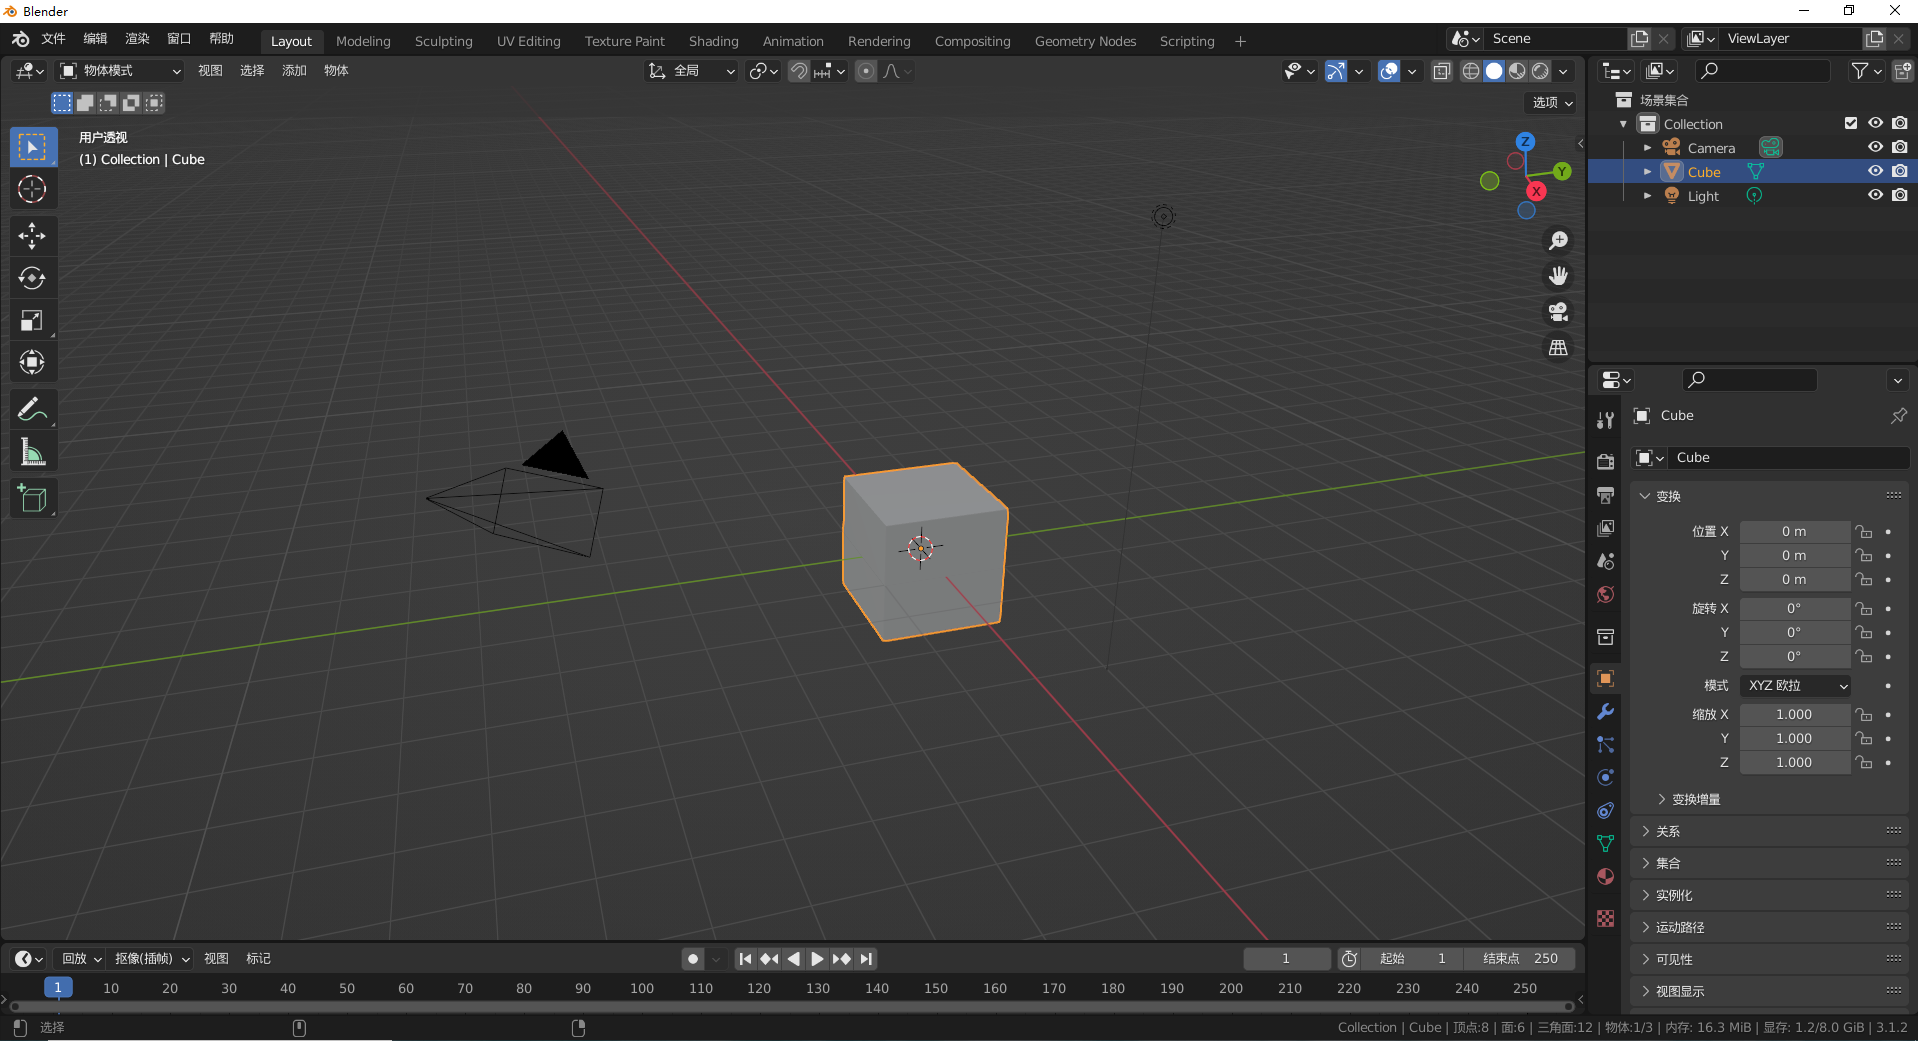 Blender
文件 编辑 渲染 窗口 帮助 Layout Modeling Sculpting UV Editing Texture Paint Shading Animation Rendering Compositing Geometry Nodes Scripting + Scene ViewLayer
物体模式 视图 选择 添加 物体 全局
选项
用户透视
(1) Collection | Cube
Z
Y
X
场景集合
Collection
Camera
Cube
Light
Cube
Cube
变换
位置 X 0 m
Y 0 m
Z 0 m
旋转 X 0°
Y 0°
Z 0°
模式 XYZ 欧拉
缩放 X 1.000
Y 1.000
Z 1.000
变换增量
关系
集合
实例化
运动路径
可见性
视图显示
回放 抠像(插帧) 视图 标记 1 起始 1 结束点 250
1 10 20 30 40 50 60 70 80 90 100 110 120 130 140 150 160 170 180 190 200 210 220 230 240 250
选择 Collection | Cube | 顶点:8 | 面:6 | 三角面:12 | 物体:1/3 | 内存: 16.3 MiB | 显存: 1.2/8.0 GiB | 3.1.2